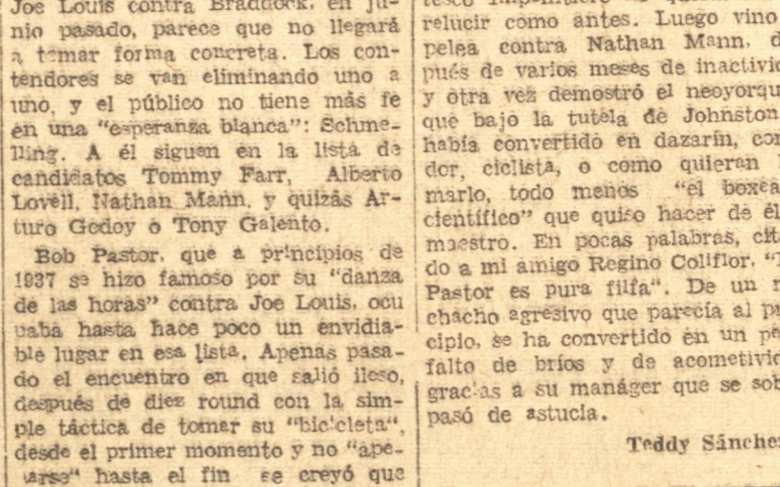 Joe Louis contra Braddock, en ju-
nio pasado, parece que no llegará
a tomar forma concreta. Los con-
tendores se van eliminando uno a
uno, y el público no tiene más fe
en una "esperanza blanca": Schme-
lling. A él siguen en la lista de
candidatos Tommy Farr, Alberto
Lovell, Nathan Mann, y quizás Ar-
turo Godoy o Tony Galento.
Bob Pastor, que a principios de
1937 se hizo famoso por su "danza
de las horas" contra Joe Louis, ocu
paba hasta hace poco un envidia-
ble lugar en esa lista. Apenas pasa-
do el encuentro en que salió ileso,
después de diez round con la sim-
ple táctica de tomar su "bicicleta",
desde el primer momento y no "ape-
arse" hasta el fin se creyó que
relucir como antes. Luego vino
pelea contra Nathan Mann, d
pués de varios meses de inactivid
y otra vez demostró el neoyorqu
que bajo la tutela de Johnston
había convertido en dazarín, cor
dor, ciclista, o como quieran
marlo, todo menos "el boxea
científico" que quiso hacer de él
maestro. En pocas palabras, cit
do a mi amigo Regino Coliflor.
Pastor es pura filfa". De un
chacho agresivo que parecía al pr
cipio, se ha convertido en un pe
falto de bríos y de acometivid
gracias a su manáger que se sob
pasó de astucia.
Teddy Sánche